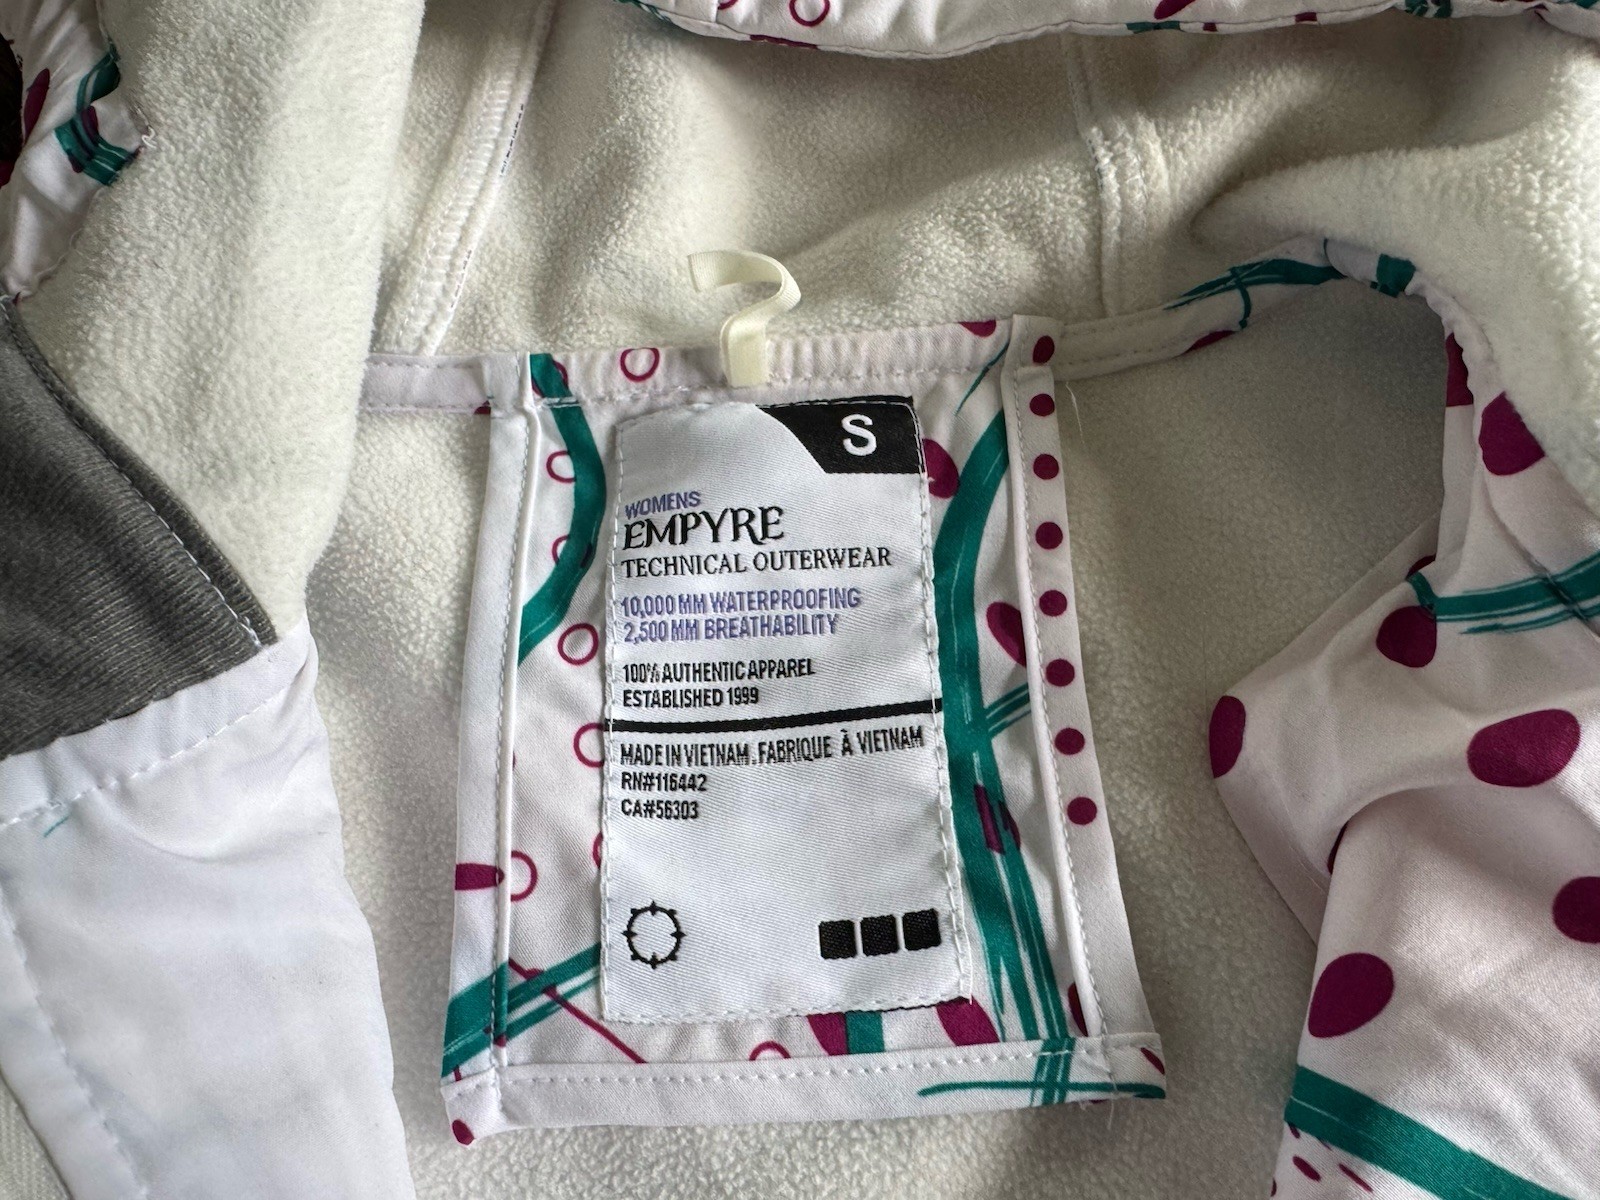 S
WOMENS
EMPYRE
TECHNICAL OUTERWEAR
10,000 MM WATERPROOFING
2,500 MM BREATHABILITY
100% AUTHENTIC APPAREL
ESTABLISHED 1999
MADE IN VIETNAM . FABRIQUE À VIETNAM
RN#116442
CA#56303